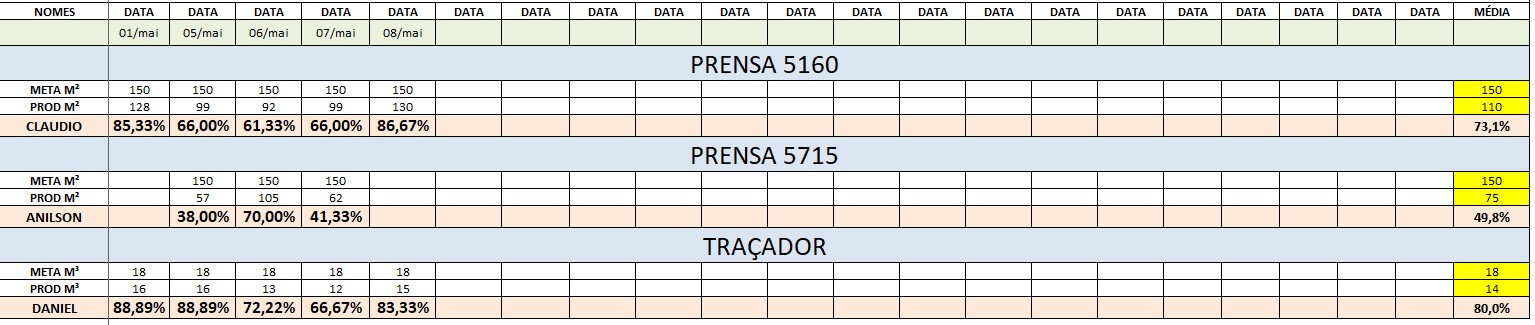 NOMES DATA DATA DATA DATA DATA DATA DATA DATA DATA DATA DATA DATA DATA DATA DATA DATA DATA DATA DATA DATA DATA MÉDIA
01/mai 05/mai 06/mai 07/mai 08/mai
PRENSA 5160
META M² 150 150 150 150 150 150
PROD M² 128 99 92 99 130 110
CLAUDIO 85,33% 66,00% 61,33% 66,00% 86,67% 73,1%
PRENSA 5715
META M² 150 150 150 150
PROD M² 57 105 62 75
ANILSON 38,00% 70,00% 41,33% 49,8%
TRAÇADOR
META M³ 18 18 18 18 18 18
PROD M³ 16 16 13 12 15 14
DANIEL 88,89% 88,89% 72,22% 66,67% 83,33% 80,0%